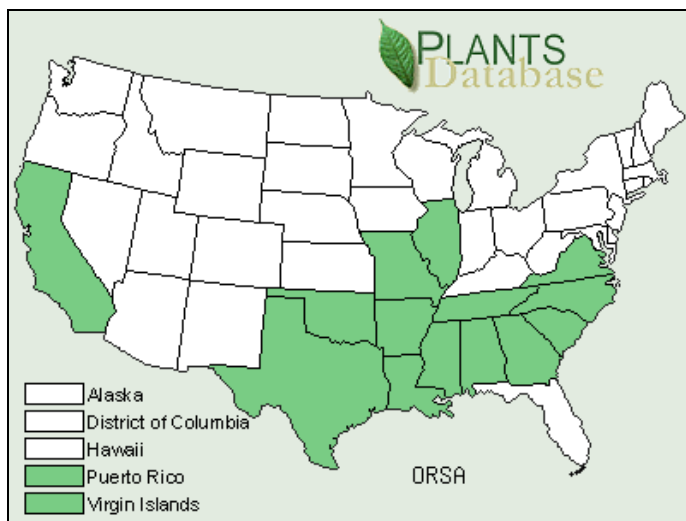 PLANTS
Database
Alaska
District of Columbia
Hawaii
Puerto Rico
Virgin Islands
ORSA